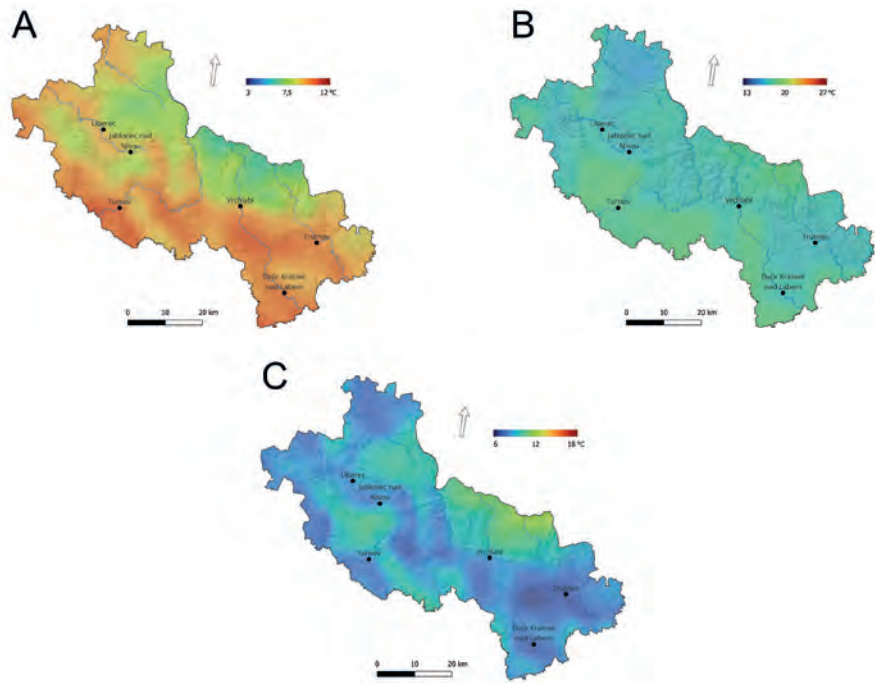 A
3 7,5 12 °C
Liberec
Jablonec nad
Nisou
Turnov
Vrchlabí
Trutnov
Dvůr Králové
nad Labem
0 10 20 km
B
13 20 27 °C
Liberec
Jablonec nad
Nisou
Turnov
Vrchlabí
Trutnov
Dvůr Králové
nad Labem
0 10 20 km
C
6 12 18 °C
Liberec
Jablonec nad
Nisou
Turnov
Vrchlabí
Trutnov
Dvůr Králové
nad Labem
0 10 20 km